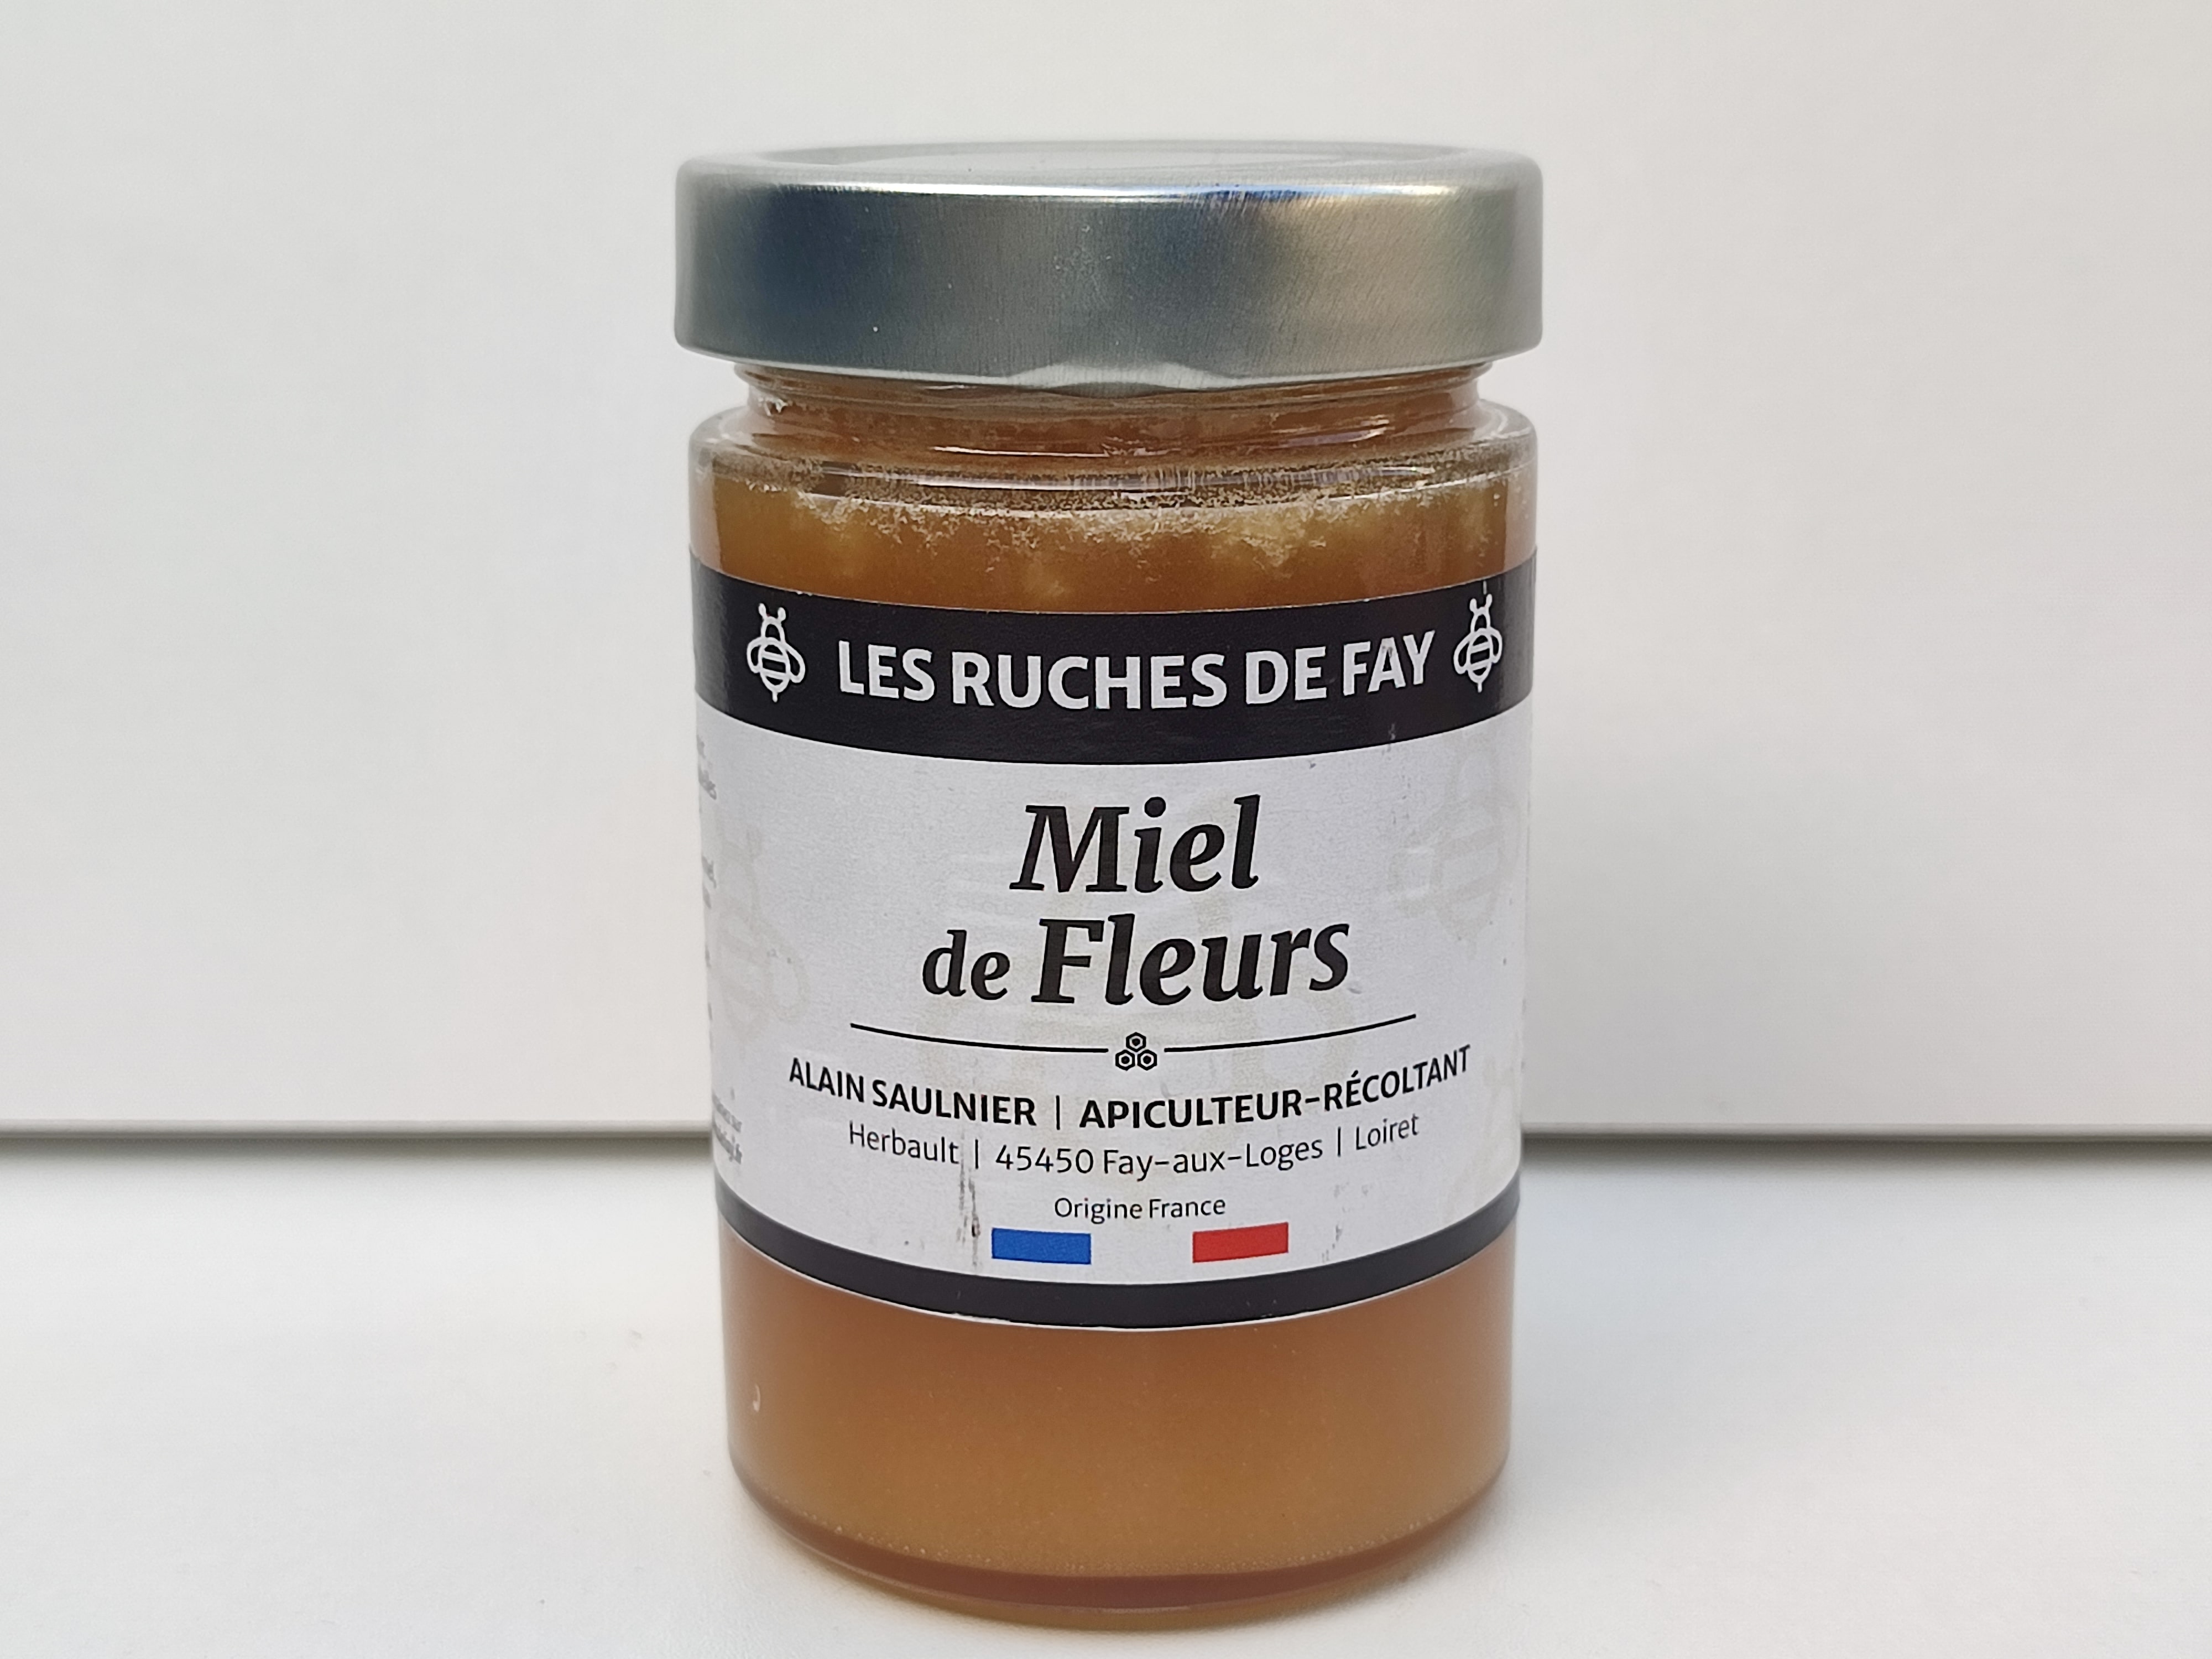 LES RUCHES DE FAY
Miel
de Fleurs
ALAIN SAULNIER | APICULTEUR-RÉCOLTANT
Herbault | 45450 Fay-aux-Loges | Loiret
Origine France